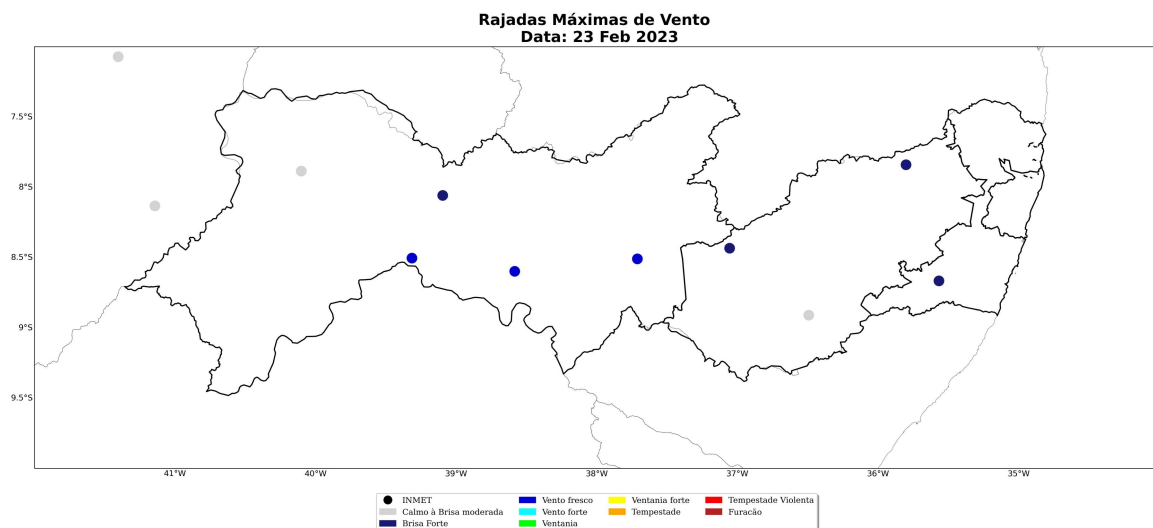 Rajadas Máximas de Vento
Data: 23 Feb 2023
7.5°S
8°S
8.5°S
9°S
9.5°S
41°W
40°W
39°W
38°W
37°W
36°W
35°W
INMET
Calmo à Brisa moderada
Brisa Forte
Vento fresco
Vento forte
Ventania
Ventania forte
Tempestade
Tempestade Violenta
Furacão